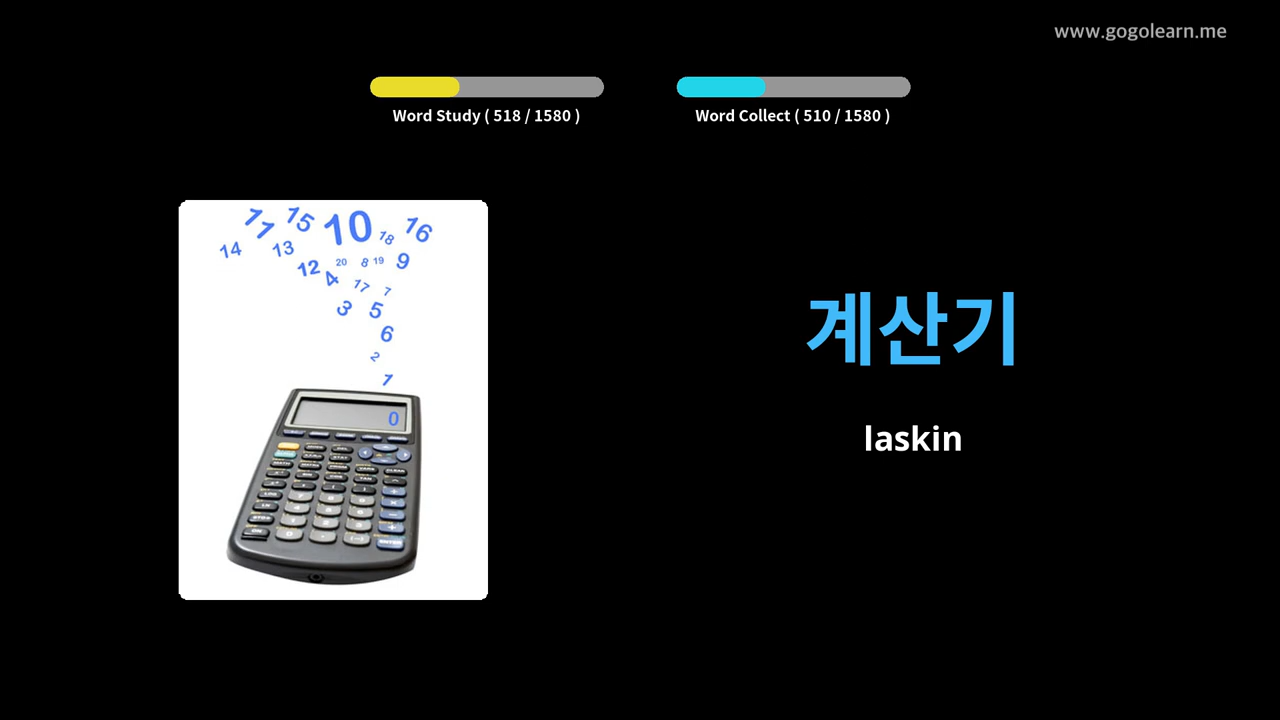 www.gogolearn.me
Word Study ( 518 / 1580 )
Word Collect ( 510 / 1580 )
11 15 10 18 16
14 13 12 20 8 19 9
4 17 7
3 5
6
2
1
0
계산기
laskin